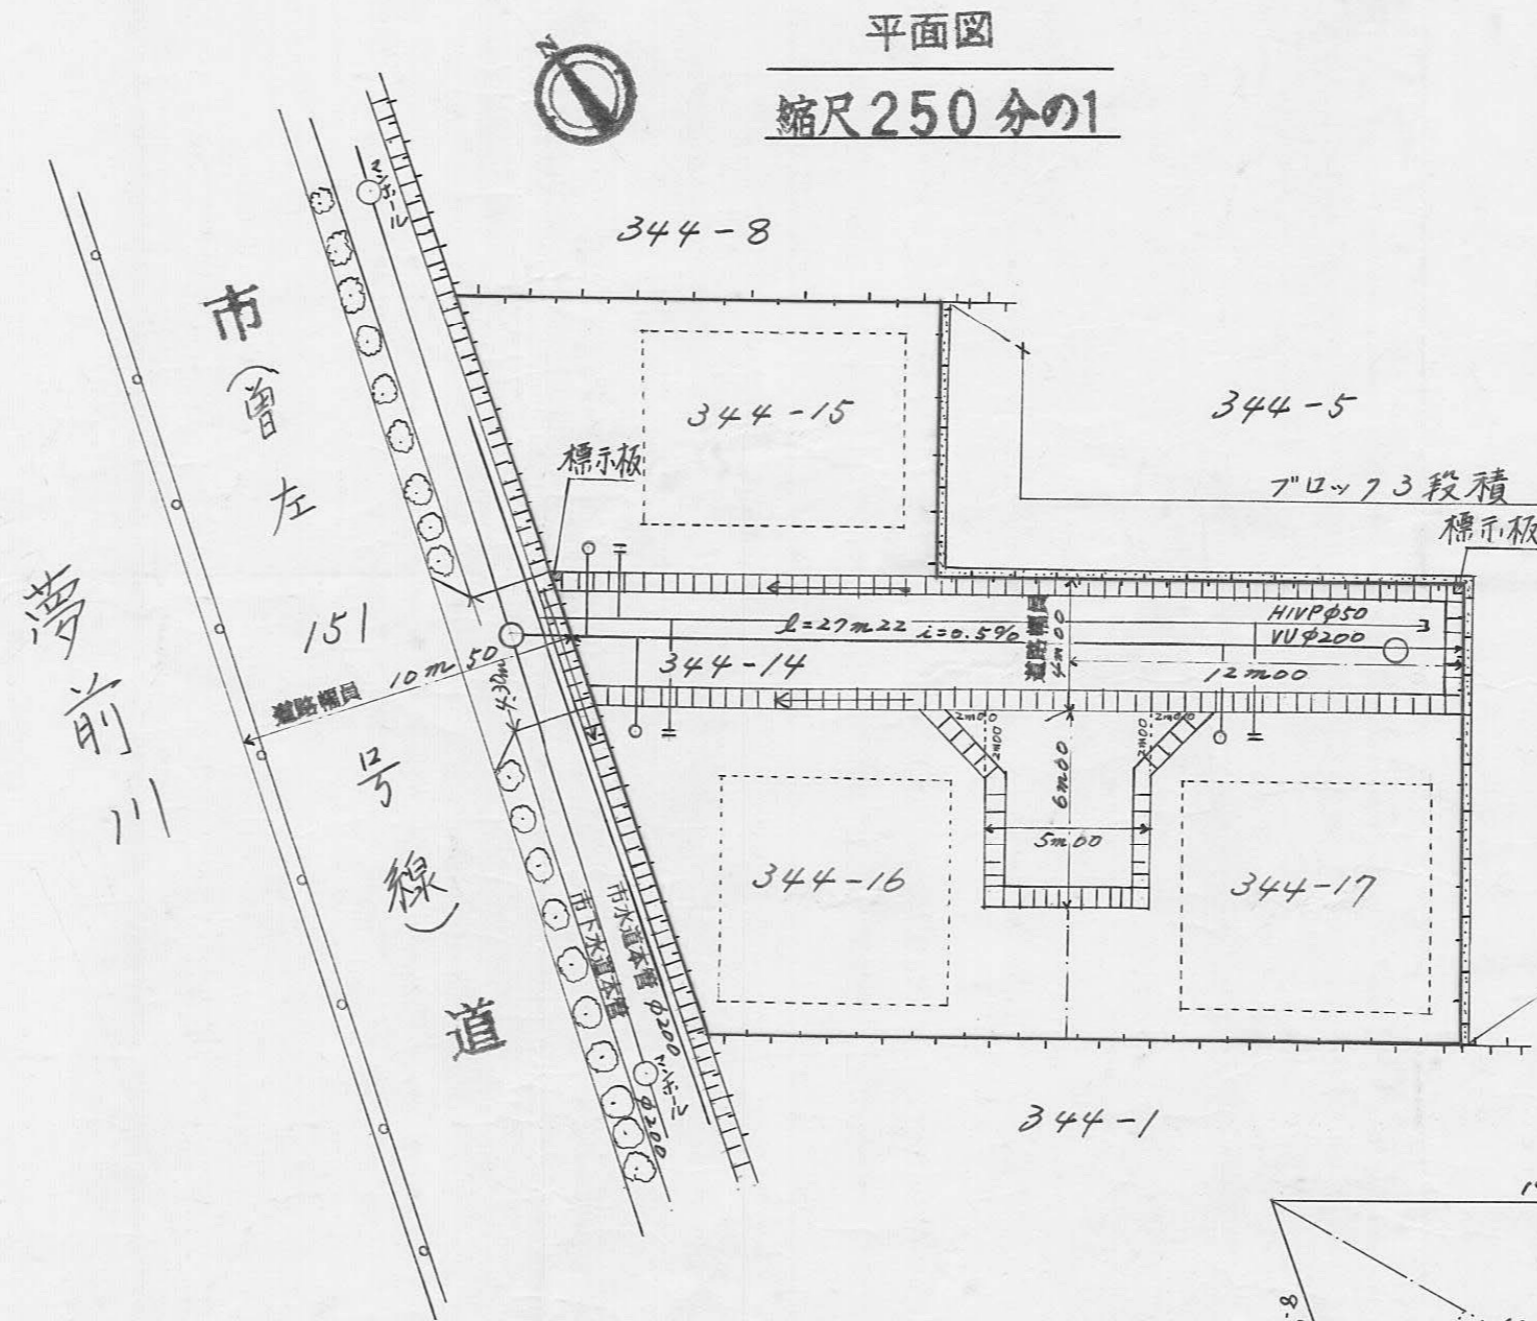 平面図
縮尺250分の1
N
マンホール
344-8
市
(曽
左
151
号
線)
道
夢
前
川
344-15
標示板
344-5
ブロック3段積
標示板
HIVPφ50
VUφ200
l=27m22 i=0.5%
道路幅員
4m00
344-14
12m00
道路幅員 10m50
2m00
2m00
2m00
2m00
6m00
5m00
344-16
344-17
市水道本管 φ200
市下水道本管
マンホール
φ200
344-1